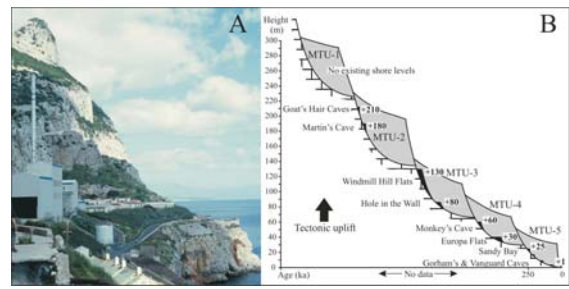 A
B
Height
(m)
300
280
260
240
220
200
180
160
140
120
100
80
60
40
20
0
MTU-1
No existing shore levels
Goat's Hair Caves
+210
Martin's Cave
+180
MTU-2
+130
MTU-3
Windmill Hill Flats
Hole in the Wall
+80
MTU-4
Monkey's Cave
+60
Europa Flats
+30
MTU-5
Sandy Bay
+25
Gorham's & Vanguard Caves
+1
Tectonic uplift
Age (ka)
No data
250
0